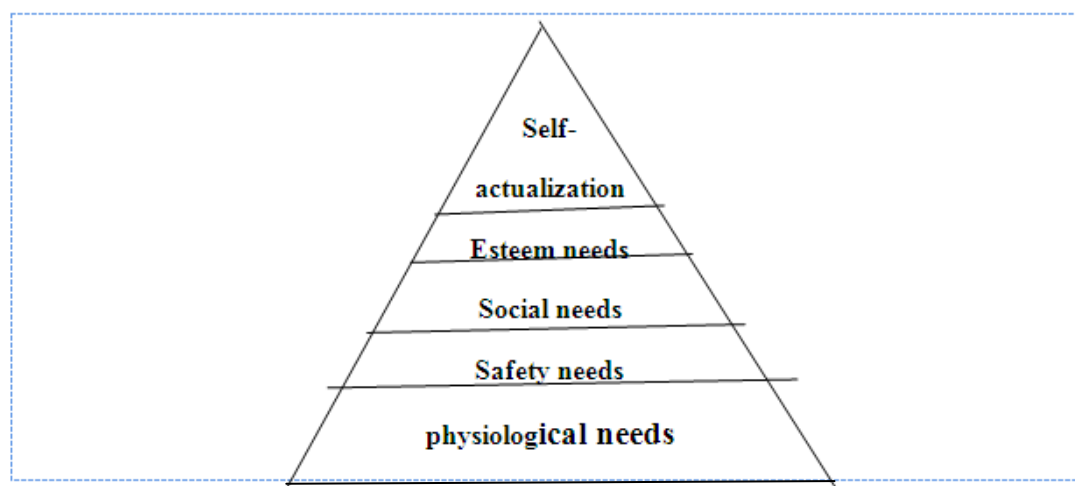 Self-
actualization
Esteem needs
Social needs
Safety needs
physiological needs